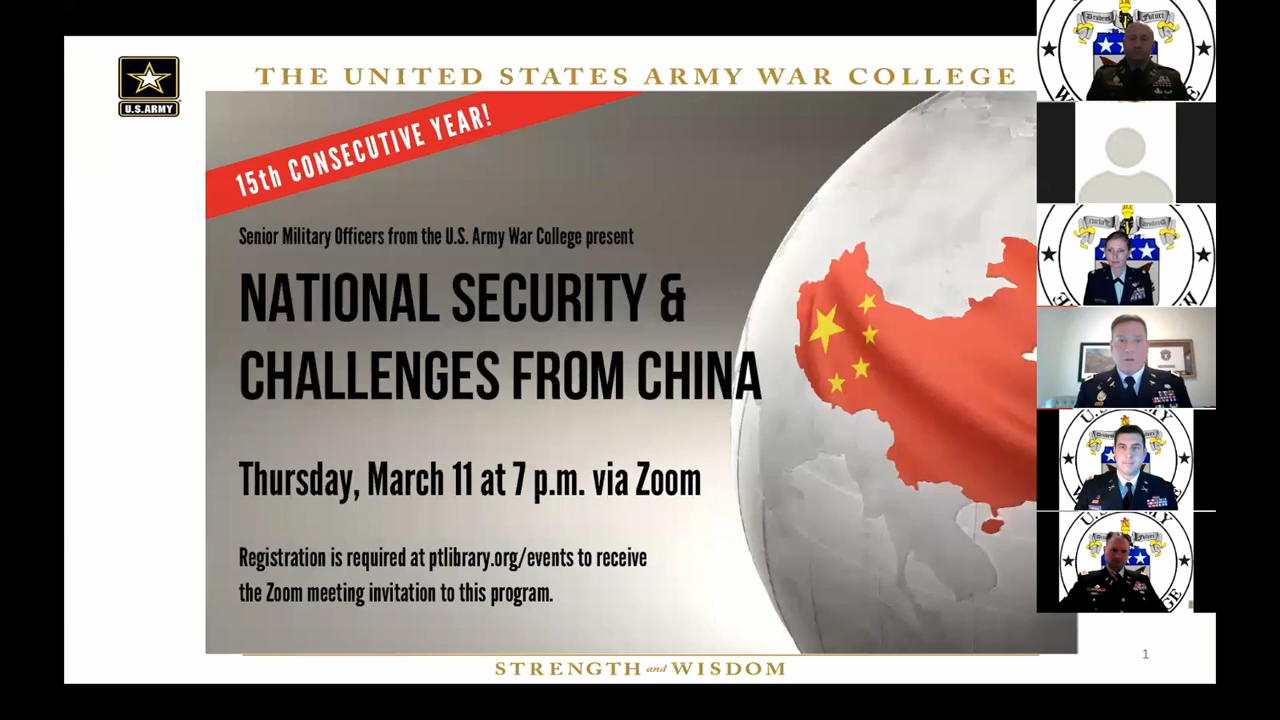 THE UNITED STATES ARMY WAR COLLEGE
U.S.ARMY
15th CONSECUTIVE YEAR!
Senior Military Officers from the U.S. Army War College present
NATIONAL SECURITY &
CHALLENGES FROM CHINA
Thursday, March 11 at 7 p.m. via Zoom
Registration is required at ptlibrary.org/events to receive
the Zoom meeting invitation to this program.
STRENGTH and WISDOM
1